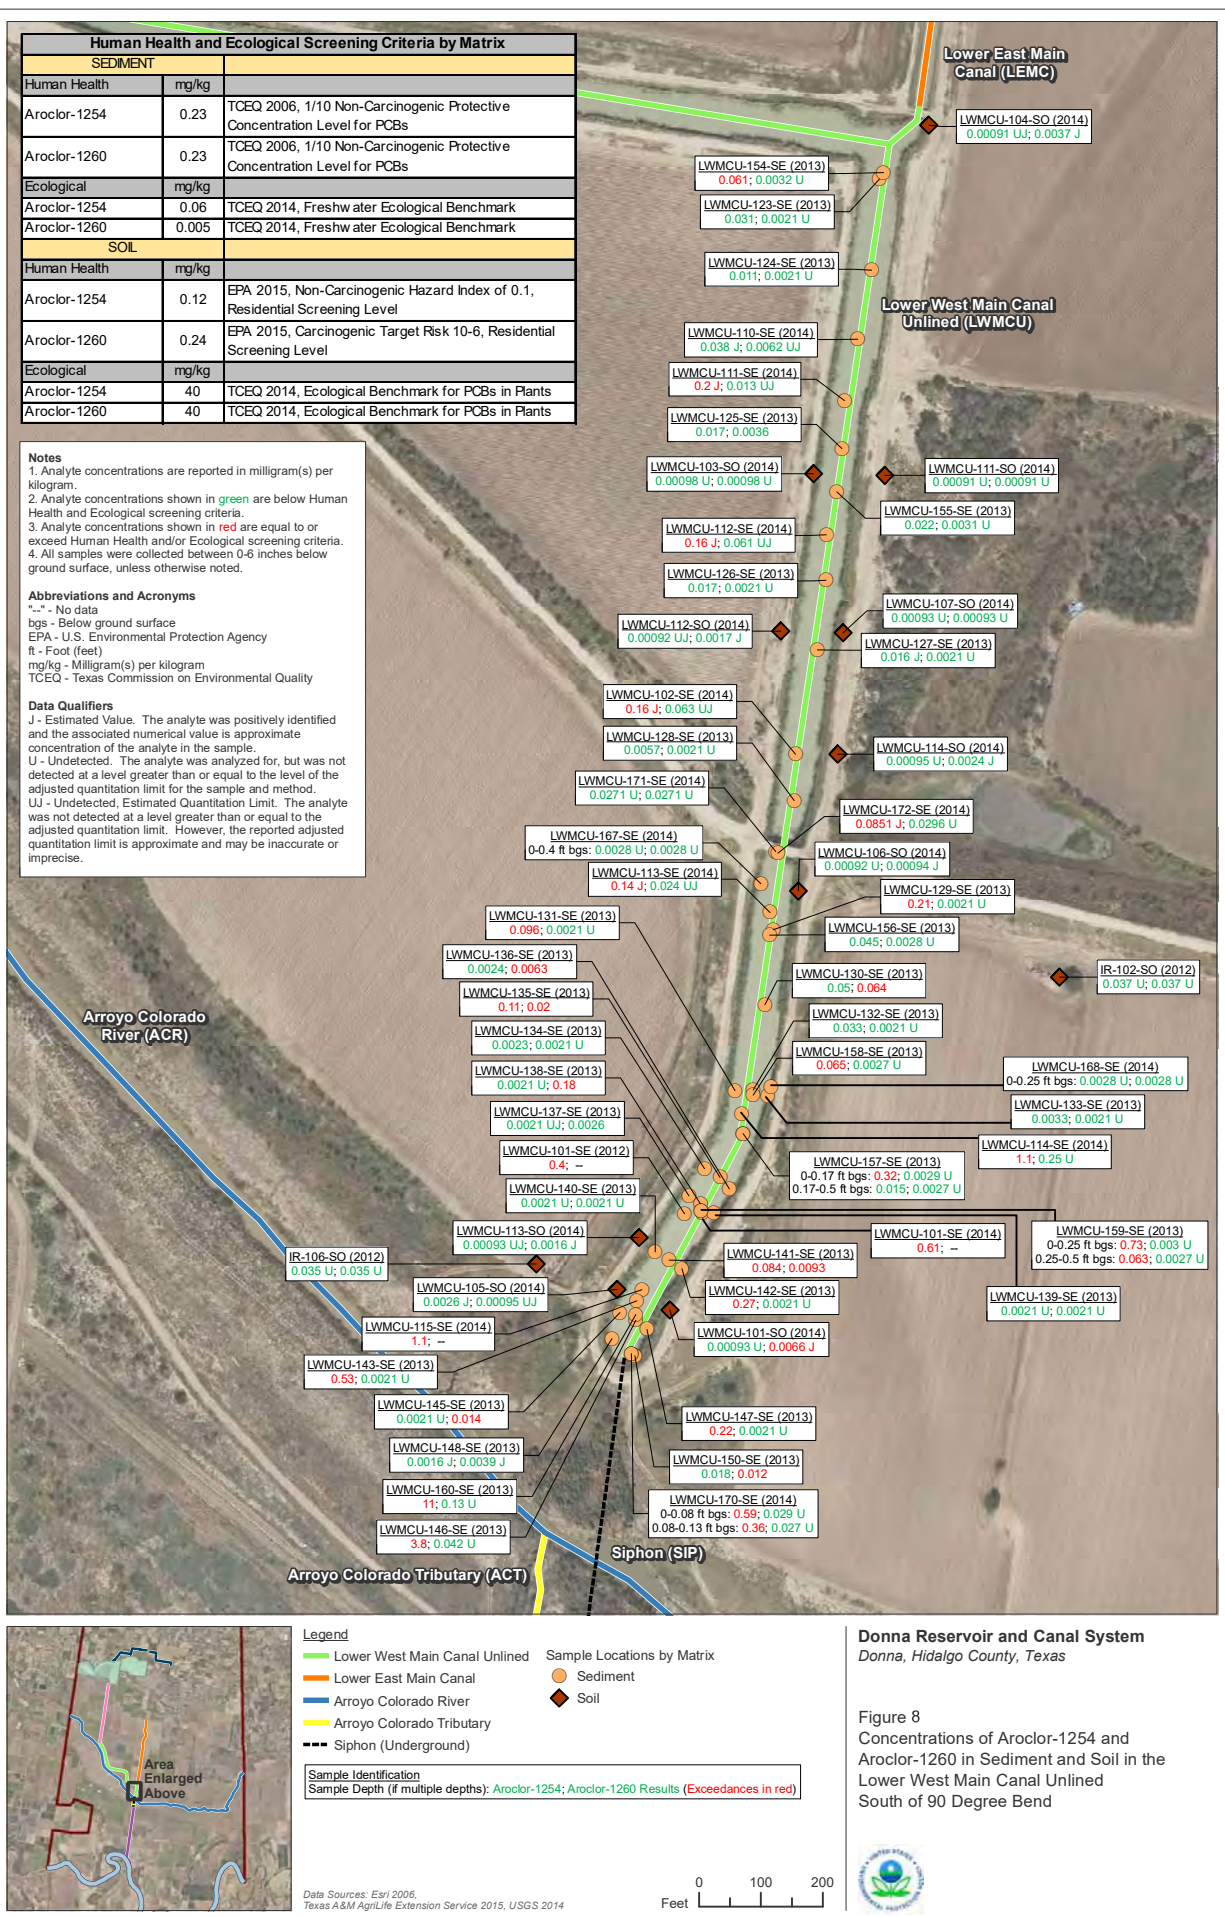 Human Health and Ecological Screening Criteria by Matrix
SEDIMENT
Human Health mg/kg
Aroclor-1254 0.23 TCEQ 2006, 1/10 Non-Carcinogenic Protective
Concentration Level for PCBs
Aroclor-1260 0.23 TCEQ 2006, 1/10 Non-Carcinogenic Protective
Concentration Level for PCBs
Ecological mg/kg
Aroclor-1254 0.06 TCEQ 2014, Freshwater Ecological Benchmark
Aroclor-1260 0.005 TCEQ 2014, Freshwater Ecological Benchmark
SOIL
Human Health mg/kg
Aroclor-1254 0.12 EPA 2015, Non-Carcinogenic Hazard Index of 0.1,
Residential Screening Level
Aroclor-1260 0.24 EPA 2015, Carcinogenic Target Risk 10-6, Residential
Screening Level
Ecological mg/kg
Aroclor-1254 40 TCEQ 2014, Ecological Benchmark for PCBs in Plants
Aroclor-1260 40 TCEQ 2014, Ecological Benchmark for PCBs in Plants
Notes
1. Analyte concentrations are reported in milligram(s) per
kilogram.
2. Analyte concentrations shown in green are below Human
Health and Ecological screening criteria.
3. Analyte concentrations shown in red are equal to or
exceed Human Health and/or Ecological screening criteria.
4. All samples were collected between 0-6 inches below
ground surface, unless otherwise noted.
Abbreviations and Acronyms
"--" - No data
bgs - Below ground surface
EPA - U.S. Environmental Protection Agency
ft - Foot (feet)
mg/kg - Milligram(s) per kilogram
TCEQ - Texas Commission on Environmental Quality
Data Qualifiers
J - Estimated Value. The analyte was positively identified
and the associated numerical value is approximate
concentration of the analyte in the sample.
U - Undetected. The analyte was analyzed for, but was not
detected at a level greater than or equal to the level of the
adjusted quantitation limit for the sample and method.
UJ - Undetected, Estimated Quantitation Limit. The analyte
was not detected at a level greater than or equal to the
adjusted quantitation limit. However, the reported adjusted
quantitation limit is approximate and may be inaccurate or
imprecise.
Lower East Main
Canal (LEMC)
LWMCU-104-SO (2014)
0.00091 UJ; 0.0037 J
LWMCU-154-SE (2013)
0.061; 0.0032 U
LWMCU-123-SE (2013)
0.031; 0.0021 U
LWMCU-124-SE (2013)
0.011; 0.0021 U
Lower West Main Canal
Unlined (LWMCU)
LWMCU-110-SE (2014)
0.038 J; 0.0062 UJ
LWMCU-111-SE (2014)
0.2 J; 0.013 UJ
LWMCU-125-SE (2013)
0.017; 0.0036
LWMCU-103-SO (2014)
0.00098 U; 0.00098 U
LWMCU-111-SO (2014)
0.00091 U; 0.00091 U
LWMCU-155-SE (2013)
0.022; 0.0031 U
LWMCU-112-SE (2014)
0.16 J; 0.061 UJ
LWMCU-126-SE (2013)
0.017; 0.0021 U
LWMCU-107-SO (2014)
0.00093 U; 0.00093 U
LWMCU-112-SO (2014)
0.00092 UJ; 0.0017 J
LWMCU-127-SE (2013)
0.016 J; 0.0021 U
LWMCU-102-SE (2014)
0.16 J; 0.063 UJ
LWMCU-128-SE (2013)
0.0057; 0.0021 U
LWMCU-114-SO (2014)
0.00095 U; 0.0024 J
LWMCU-171-SE (2014)
0.0271 U; 0.0271 U
LWMCU-172-SE (2014)
0.0851 J; 0.0296 U
LWMCU-167-SE (2014)
0-0.4 ft bgs: 0.0028 U; 0.0028 U
LWMCU-106-SO (2014)
0.00092 U; 0.00094 J
LWMCU-113-SE (2014)
0.14 J; 0.024 UJ
LWMCU-129-SE (2013)
0.21; 0.0021 U
LWMCU-131-SE (2013)
0.096; 0.0021 U
LWMCU-156-SE (2013)
0.045; 0.0028 U
LWMCU-136-SE (2013)
0.0024; 0.0063
IR-102-SO (2012)
0.037 U; 0.037 U
LWMCU-130-SE (2013)
0.05; 0.064
LWMCU-135-SE (2013)
0.11; 0.02
Arroyo Colorado
River (ACR)
LWMCU-132-SE (2013)
0.033; 0.0021 U
LWMCU-134-SE (2013)
0.0023; 0.0021 U
LWMCU-158-SE (2013)
0.065; 0.0027 U
LWMCU-168-SE (2014)
0-0.25 ft bgs: 0.0028 U; 0.0028 U
LWMCU-138-SE (2013)
0.0021 U; 0.18
LWMCU-133-SE (2013)
0.0033; 0.0021 U
LWMCU-137-SE (2013)
0.0021 UJ; 0.0026
LWMCU-114-SE (2014)
1.1; 0.25 U
LWMCU-101-SE (2012)
0.4; --
LWMCU-157-SE (2013)
0-0.17 ft bgs: 0.32; 0.0029 U
0.17-0.5 ft bgs: 0.015; 0.0027 U
LWMCU-140-SE (2013)
0.0021 U; 0.0021 U
LWMCU-113-SO (2014)
0.00093 UJ; 0.0016 J
LWMCU-101-SE (2014)
0.61; --
LWMCU-159-SE (2013)
0-0.25 ft bgs: 0.73; 0.003 U
0.25-0.5 ft bgs: 0.063; 0.0027 U
IR-106-SO (2012)
0.035 U; 0.035 U
LWMCU-141-SE (2013)
0.084; 0.0093
LWMCU-105-SO (2014)
0.0026 J; 0.00095 UJ
LWMCU-142-SE (2013)
0.27; 0.0021 U
LWMCU-139-SE (2013)
0.0021 U; 0.0021 U
LWMCU-115-SE (2014)
1.1; --
LWMCU-101-SO (2014)
0.00093 U; 0.0066 J
LWMCU-143-SE (2013)
0.53; 0.0021 U
LWMCU-145-SE (2013)
0.0021 U; 0.014
LWMCU-147-SE (2013)
0.22; 0.0021 U
LWMCU-148-SE (2013)
0.0016 J; 0.0039 J
LWMCU-150-SE (2013)
0.018; 0.012
LWMCU-160-SE (2013)
11; 0.13 U
LWMCU-170-SE (2014)
0-0.08 ft bgs: 0.59; 0.029 U
0.08-0.13 ft bgs: 0.36; 0.027 U
LWMCU-146-SE (2013)
3.8; 0.042 U
Siphon (SIP)
Arroyo Colorado Tributary (ACT)
Area
Enlarged
Above
Legend
Lower West Main Canal Unlined
Lower East Main Canal
Arroyo Colorado River
Arroyo Colorado Tributary
Siphon (Underground)
Sample Locations by Matrix
Sediment
Soil
Sample Identification
Sample Depth (if multiple depths): Aroclor-1254; Aroclor-1260 Results (Exceedances in red)
Data Sources: Esri 2006,
Texas A&M AgriLife Extension Service 2015, USGS 2014
0 100 200
Feet
Donna Reservoir and Canal System
Donna, Hidalgo County, Texas
Figure 8
Concentrations of Aroclor-1254 and
Aroclor-1260 in Sediment and Soil in the
Lower West Main Canal Unlined
South of 90 Degree Bend